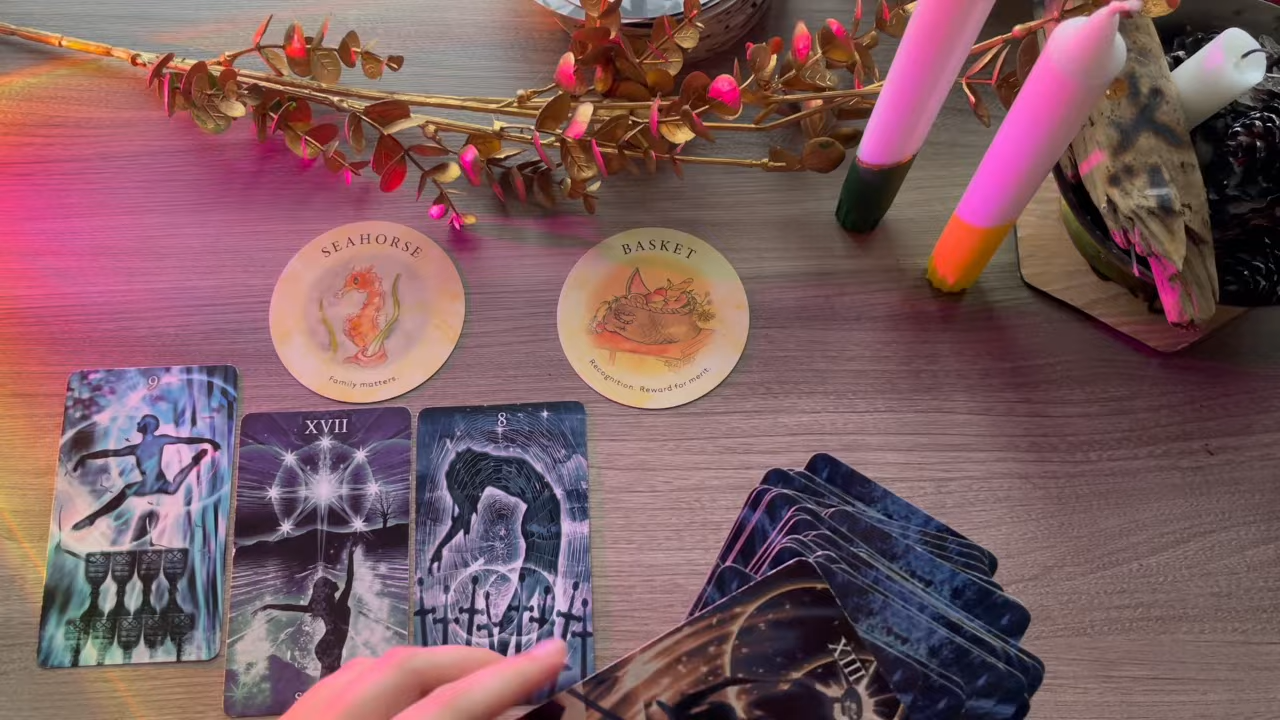 SEAHORSE
Family matters.
BASKET
Recognition. Reward for merit.
9
XVII
8
XIII
S